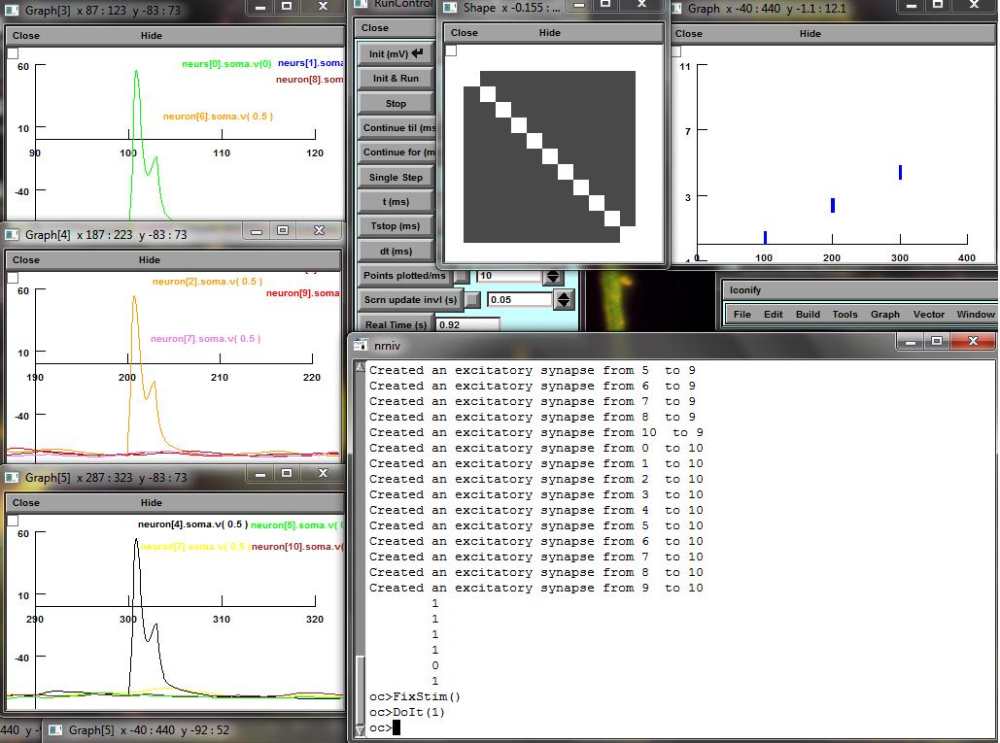 Graph[3] x 87 : 123 y -83 : 73
Close Hide
60
10
-40
90 100 110 120
neurs[0].soma.v(0) neurs[1].soma
neuron[8].som
neuron[6].soma.v( 0.5 )
Graph[4] x 187 : 223 y -83 : 73
Close Hide
60
10
-40
190 200 210 220
neuron[2].soma.v( 0.5 )
neuron[9].soma
neuron[7].soma.v( 0.5 )
Graph[5] x 287 : 323 y -83 : 73
Close Hide
60
10
-40
290 300 310 320
neuron[4].soma.v( 0.5 ) neuron[5].soma.v( 0
neuron[7].soma.v( 0.5 ) neuron[10].soma.v(
440 y -9
Graph[5] x -40 : 440 y -92 : 52
RunControl
Close
Init (mV)
Init & Run
Stop
Continue til (ms
Continue for (m
Single Step
t (ms)
Tstop (ms)
dt (ms)
Points plotted/ms 10
Scrn update invl (s) 0.05
Real Time (s) 0.92
Shape x -0.155 : ...
Close Hide
Graph x -40 : 440 y -1.1 : 12.1
Close Hide
11
7
3
-1
0 100 200 300 400
Iconify
File Edit Build Tools Graph Vector Window
nrniv
Created an excitatory synapse from 5 to 9
Created an excitatory synapse from 6 to 9
Created an excitatory synapse from 7 to 9
Created an excitatory synapse from 8 to 9
Created an excitatory synapse from 10 to 9
Created an excitatory synapse from 0 to 10
Created an excitatory synapse from 1 to 10
Created an excitatory synapse from 2 to 10
Created an excitatory synapse from 3 to 10
Created an excitatory synapse from 4 to 10
Created an excitatory synapse from 5 to 10
Created an excitatory synapse from 6 to 10
Created an excitatory synapse from 7 to 10
Created an excitatory synapse from 8 to 10
Created an excitatory synapse from 9 to 10
1
1
1
1
0
1
oc>FixStim()
oc>DoIt(1)
oc>